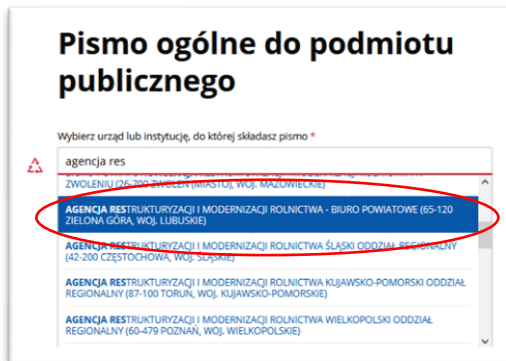 Pismo ogólne do podmiotu
publicznego
Wybierz urząd lub instytucję, do której składasz pismo *
agencja res
ZWOLENIU (26-700 ZWOLEŃ (MIASTO), WOJ. MAZOWIECKIE)
AGENCJA RESTRUKTURYZACJI I MODERNIZACJI ROLNICTWA - BIURO POWIATOWE (65-120
ZIELONA GÓRA, WOJ. LUBUSKIE)
AGENCJA RESTRUKTURYZACJI I MODERNIZACJI ROLNICTWA ŚLĄSKI ODDZIAŁ REGIONALNY
(42-200 CZĘSTOCHOWA, WOJ. ŚLĄSKIE)
AGENCJA RESTRUKTURYZACJI I MODERNIZACJI ROLNICTWA KUJAWSKO-POMORSKI ODDZIAŁ
REGIONALNY (87-100 TORUŃ, WOJ. KUJAWSKO-POMORSKIE)
AGENCJA RESTRUKTURYZACJI I MODERNIZACJI ROLNICTWA WIELKOPOLSKI ODDZIAŁ
REGIONALNY (60-479 POZNAŃ, WOJ. WIELKOPOLSKIE)